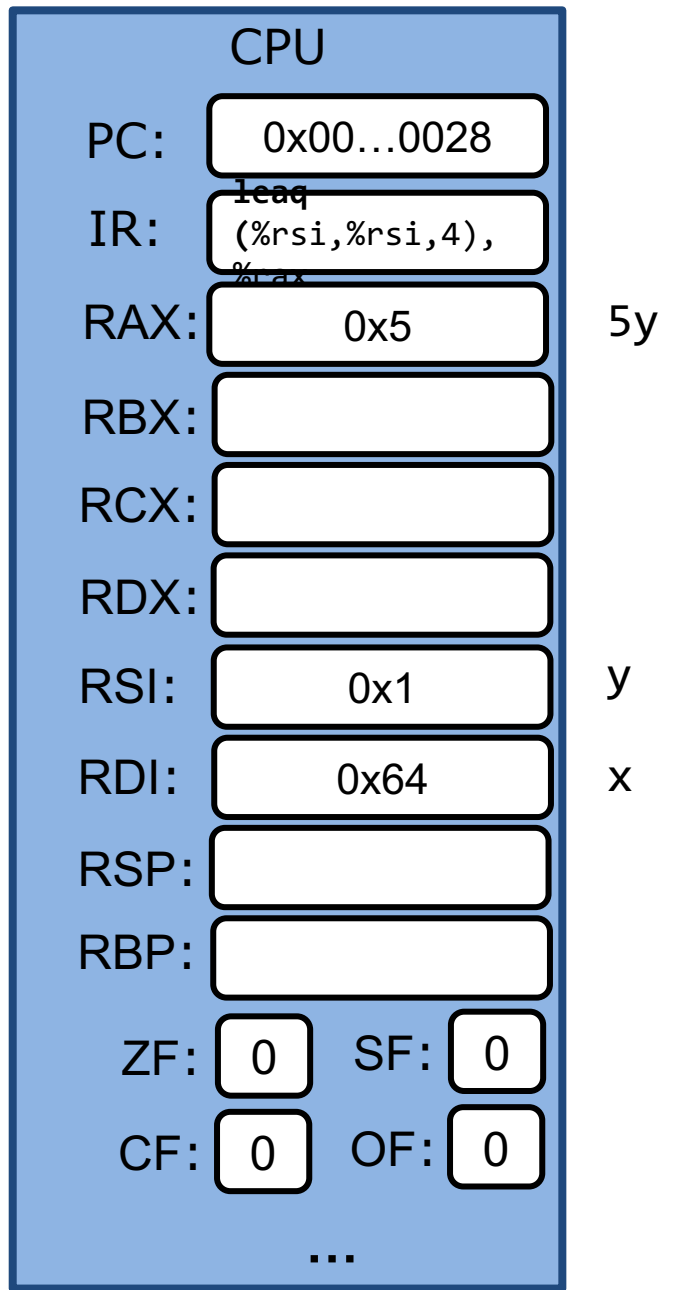 CPU
PC: 0x00...0028
IR: leaq
(%rsi,%rsi,4),
%rax
RAX: 0x5 5y
RBX:
RCX:
RDX:
RSI: 0x1 y
RDI: 0x64 x
RSP:
RBP:
ZF: 0 SF: 0
CF: 0 OF: 0
...